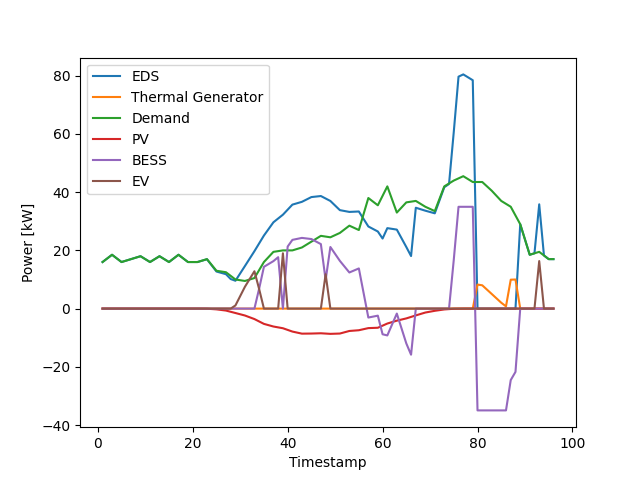 80
60
40
20
0
−20
−40
Power [kW]
EDS
Thermal Generator
Demand
PV
BESS
EV
0 20 40 60 80 100
Timestamp